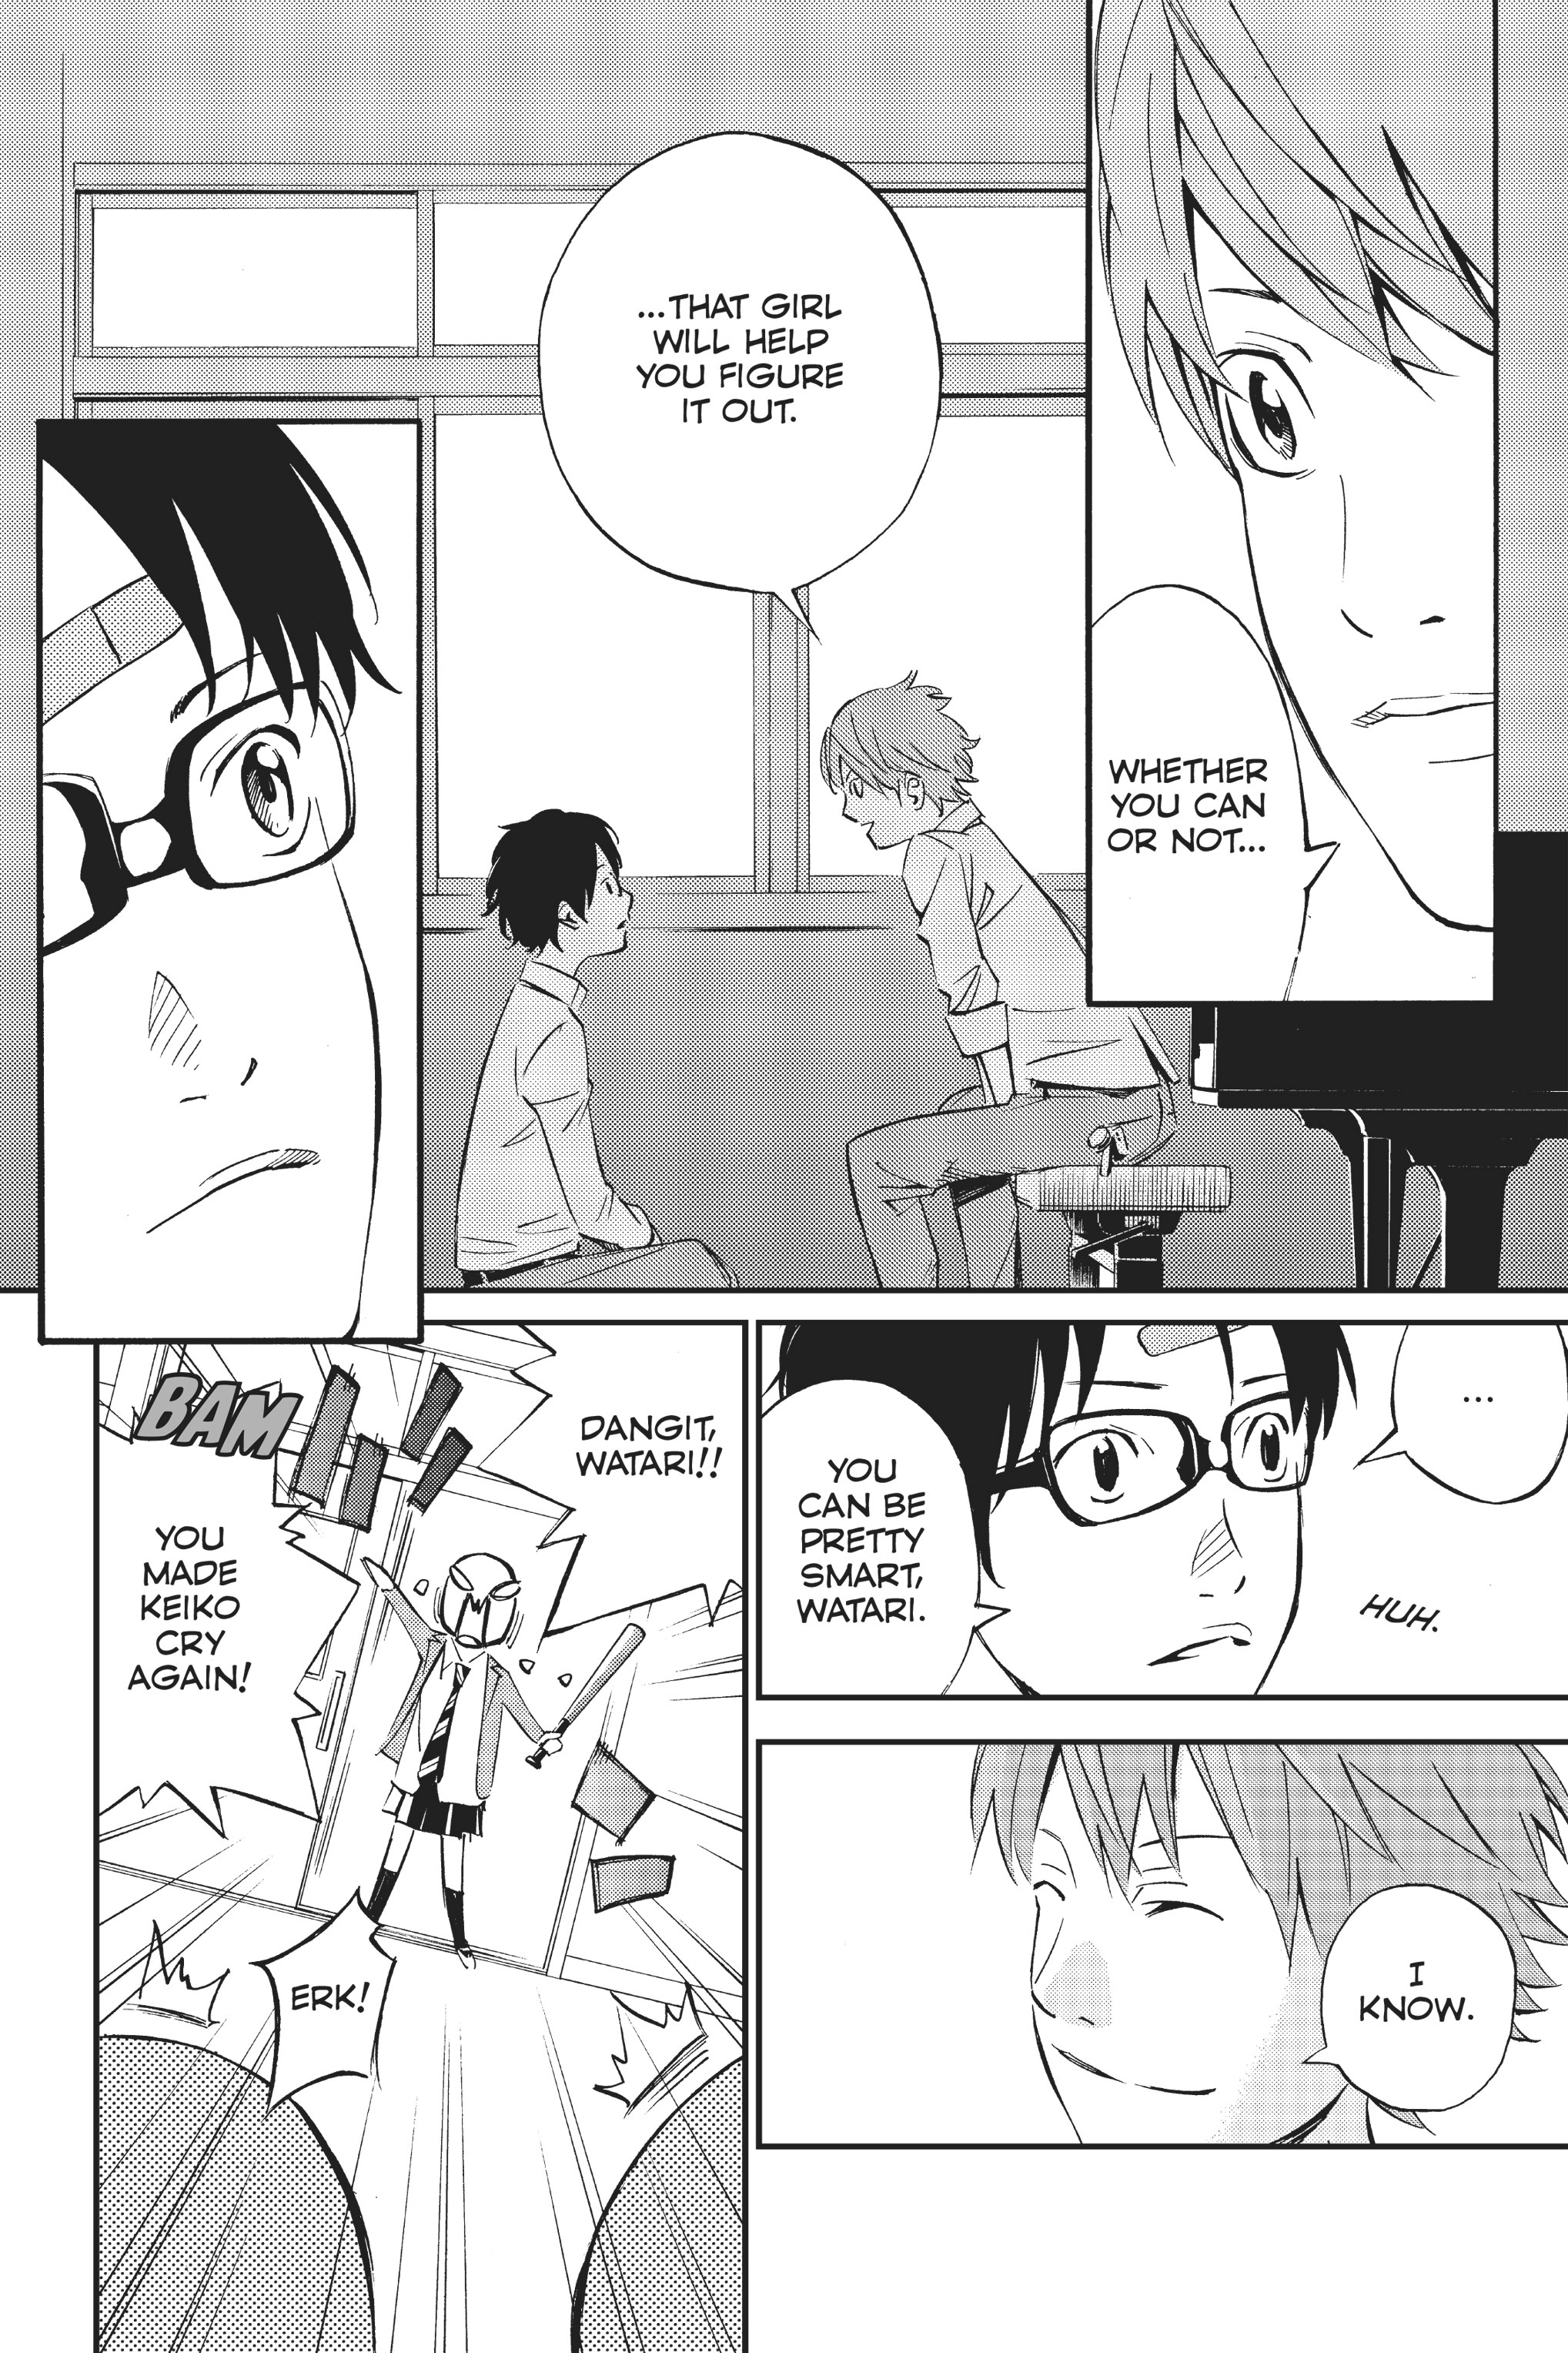 WHETHER
YOU CAN
OR NOT...
...THAT GIRL
WILL HELP
YOU FIGURE
IT OUT.
...
HUH.
YOU
CAN BE
PRETTY
SMART,
WATARI.
I
KNOW.
DANGIT,
WATARI!!
BAM
YOU
MADE
KEIKO
CRY
AGAIN!
ERK!